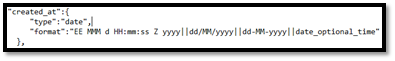 "created_at":{
"type":"date",
"format":"EE MMM d HH:mm:ss Z yyyy||dd/MM/yyyy||dd-MM-yyyy||date_optional_time"
},